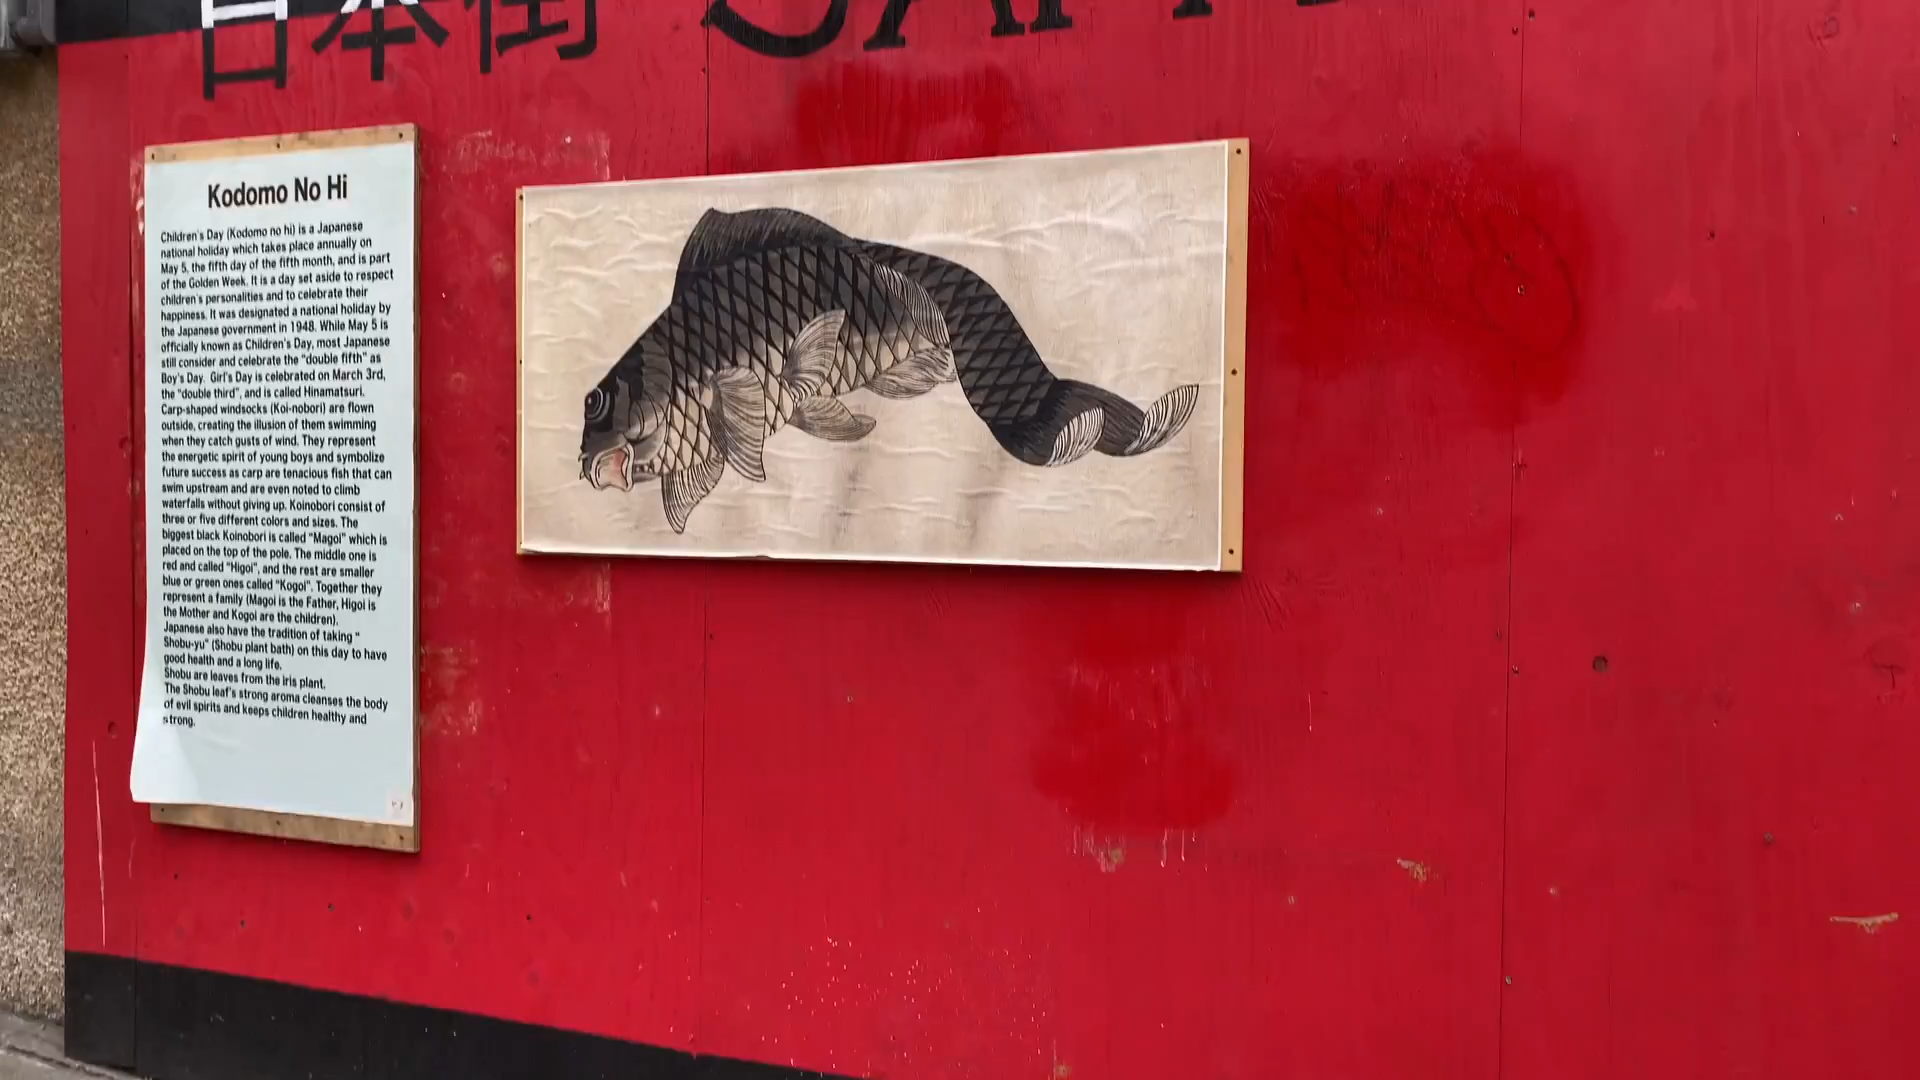 日本街
Kodomo No Hi
Children's Day (Kodomo no hi) is a Japanese
national holiday which takes place annually on
May 5, the fifth day of the fifth month, and is part
of the Golden Week. It is a day set aside to respect
children's personalities and to celebrate their
happiness. It was designated a national holiday by
the Japanese government in 1948. While May 5 is
officially known as Children's Day, most Japanese
still consider and celebrate the "double fifth" as
Boy's Day. Girl's Day is celebrated on March 3rd,
the "double third", and is called Hinamatsuri.
Carp-shaped windsocks (Koi-nobori) are flown
outside, creating the illusion of them swimming
when they catch gusts of wind. They represent
the energetic spirit of young boys and symbolize
future success as carp are tenacious fish that can
swim upstream and are even noted to climb
waterfalls without giving up. Koinobori consist of
three or five different colors and sizes. The
biggest black Koinobori is called "Magoi" which is
placed on the top of the pole. The middle one is
red and called "Higoi", and the rest are smaller
blue or green ones called "Kogoi". Together they
represent a family (Magoi is the Father, Higoi is
the Mother and Kogoi are the children).
Japanese also have the tradition of taking "
Shobu-yu" (Shobu plant bath) on this day to have
good health and a long life.
Shobu are leaves from the iris plant.
The Shobu leaf's strong aroma cleanses the body
of evil spirits and keeps children healthy and
strong.